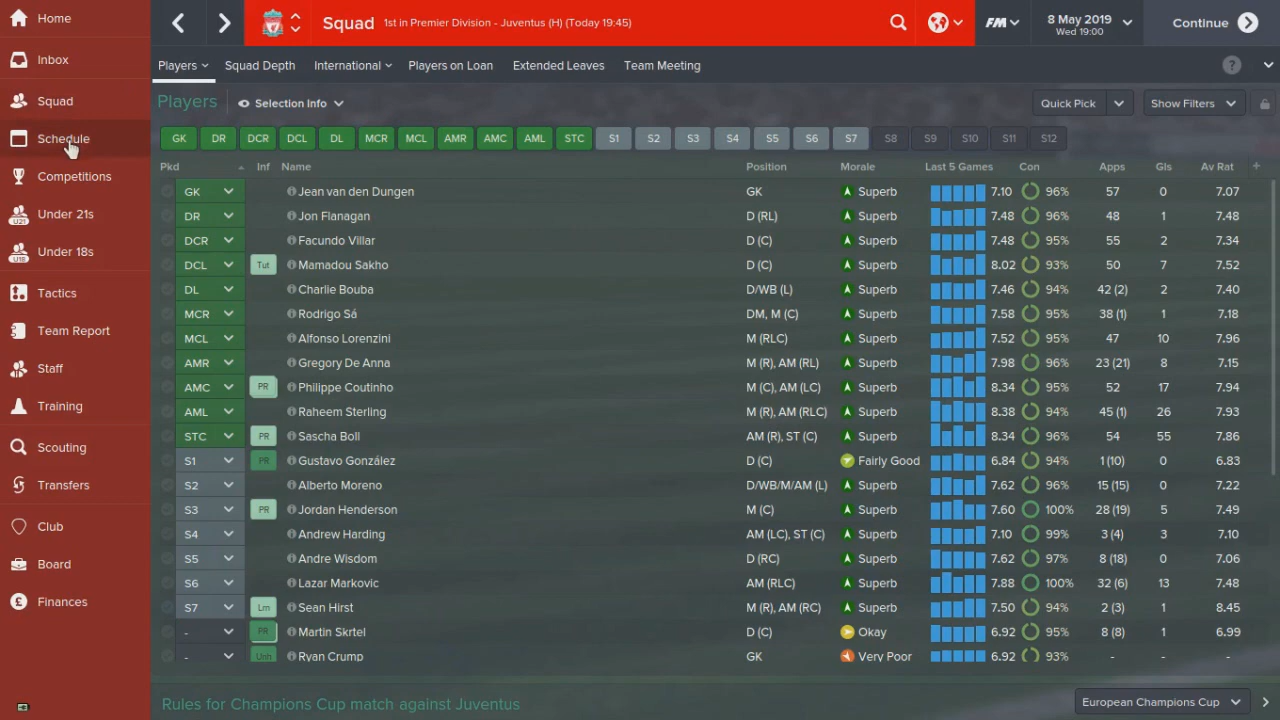 Home
Inbox
Squad
Schedule
Competitions
U21 Under 21s
U18 Under 18s
Tactics
Team Report
Staff
Training
Scouting
Transfers
Club
Board
Finances
Squad 1st in Premier Division - Juventus (H) (Today 19:45) FM 8 May 2019 Continue
Wed 19:00
Players Squad Depth International Players on Loan Extended Leaves Team Meeting ?
Players Selection Info Quick Pick Show Filters
GK DR DCR DCL DL MCR MCL AMR AMC AML STC S1 S2 S3 S4 S5 S6 S7 S8 S9 S10 S11 S12
Pkd Inf Name Position Morale Last 5 Games Con Apps Gls Av Rat +
GK Jean van den Dungen GK Superb 7.10 96% 57 0 7.07
DR Jon Flanagan D (RL) Superb 7.48 96% 48 1 7.48
DCR Facundo Villar D (C) Superb 7.48 95% 55 2 7.34
DCL Tut Mamadou Sakho D (C) Superb 8.02 93% 50 7 7.52
DL Charlie Bouba D/WB (L) Superb 7.46 94% 42 (2) 2 7.40
MCR Rodrigo Sá DM, M (C) Superb 7.58 95% 38 (1) 1 7.18
MCL Alfonso Lorenzini M (RLC) Superb 7.52 95% 47 10 7.96
AMR Gregory De Anna M (R), AM (RL) Superb 7.98 96% 23 (21) 8 7.15
AMC PR Philippe Coutinho M (C), AM (LC) Superb 8.34 95% 52 17 7.94
AML Raheem Sterling M (R), AM (RLC) Superb 8.38 94% 45 (1) 26 7.93
STC PR Sascha Boll AM (R), ST (C) Superb 8.34 96% 54 55 7.86
S1 PR Gustavo González D (C) Fairly Good 6.84 94% 1 (10) 0 6.83
S2 Alberto Moreno D/WB/M/AM (L) Superb 7.62 96% 15 (15) 0 7.22
S3 PR Jordan Henderson M (C) Superb 7.60 100% 28 (19) 5 7.49
S4 Andrew Harding AM (LC), ST (C) Superb 7.10 99% 3 (4) 3 7.10
S5 Andre Wisdom D (RC) Superb 7.62 97% 8 (18) 0 7.06
S6 Lazar Markovic AM (RLC) Superb 7.88 100% 32 (6) 13 7.48
S7 Lrn Sean Hirst M (R), AM (RC) Superb 7.50 94% 2 (3) 1 8.45
- PR Martin Skrtel D (C) Okay 6.92 95% 8 (8) 1 6.99
- Unh Ryan Crump GK Very Poor 6.92 93% - - -
Rules for Champions Cup match against Juventus European Champions Cup